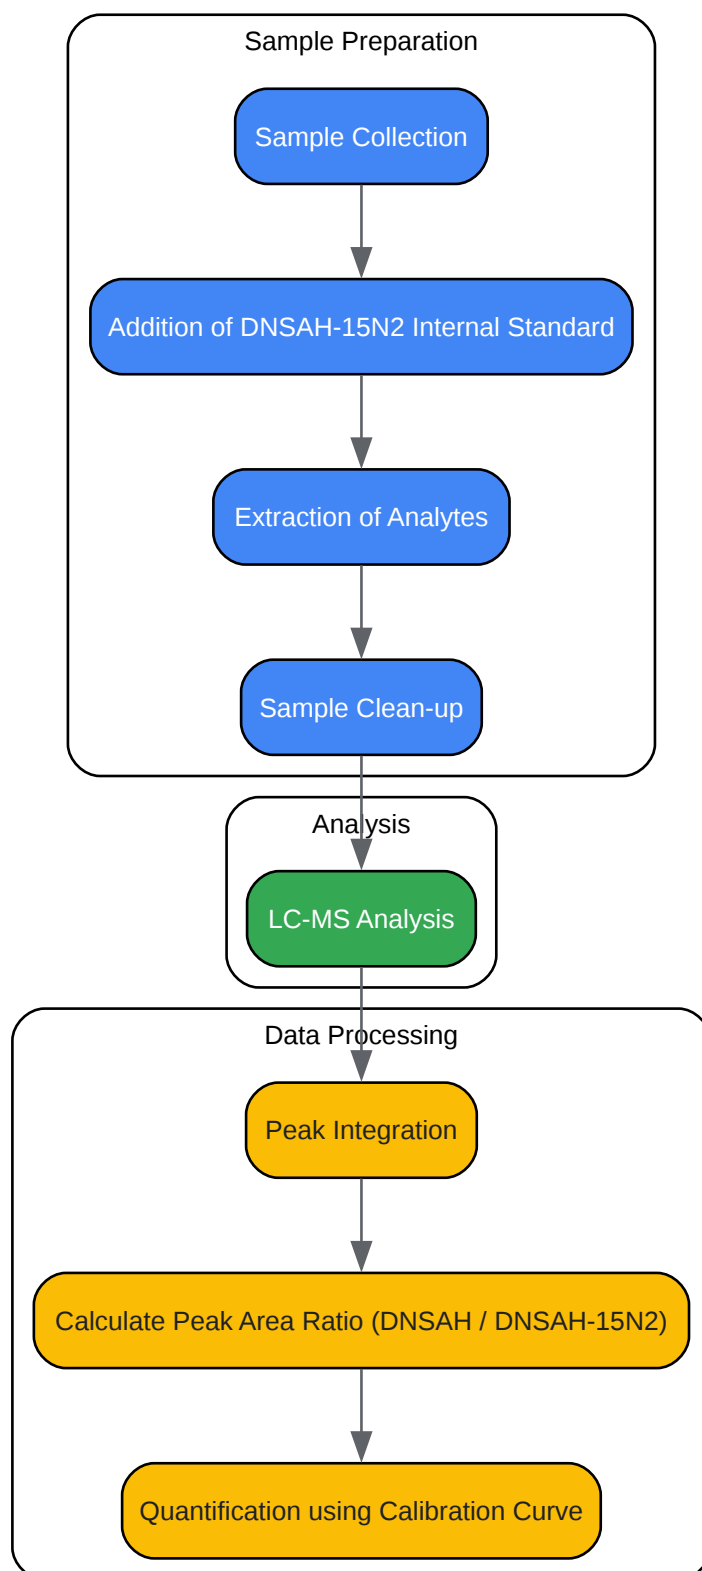 Sample Preparation
Sample Collection
Addition of DNSAH-15N2 Internal Standard
Extraction of Analytes
Sample Clean-up
Analysis
LC-MS Analysis
Data Processing
Peak Integration
Calculate Peak Area Ratio (DNSAH / DNSAH-15N2)
Quantification using Calibration Curve